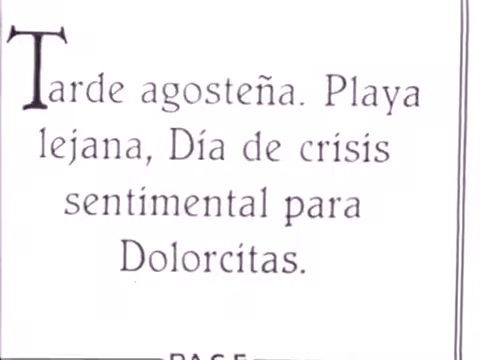 Tarde agosteña. Playa
lejana, Día de crisis
sentimental para
Dolorcitas.